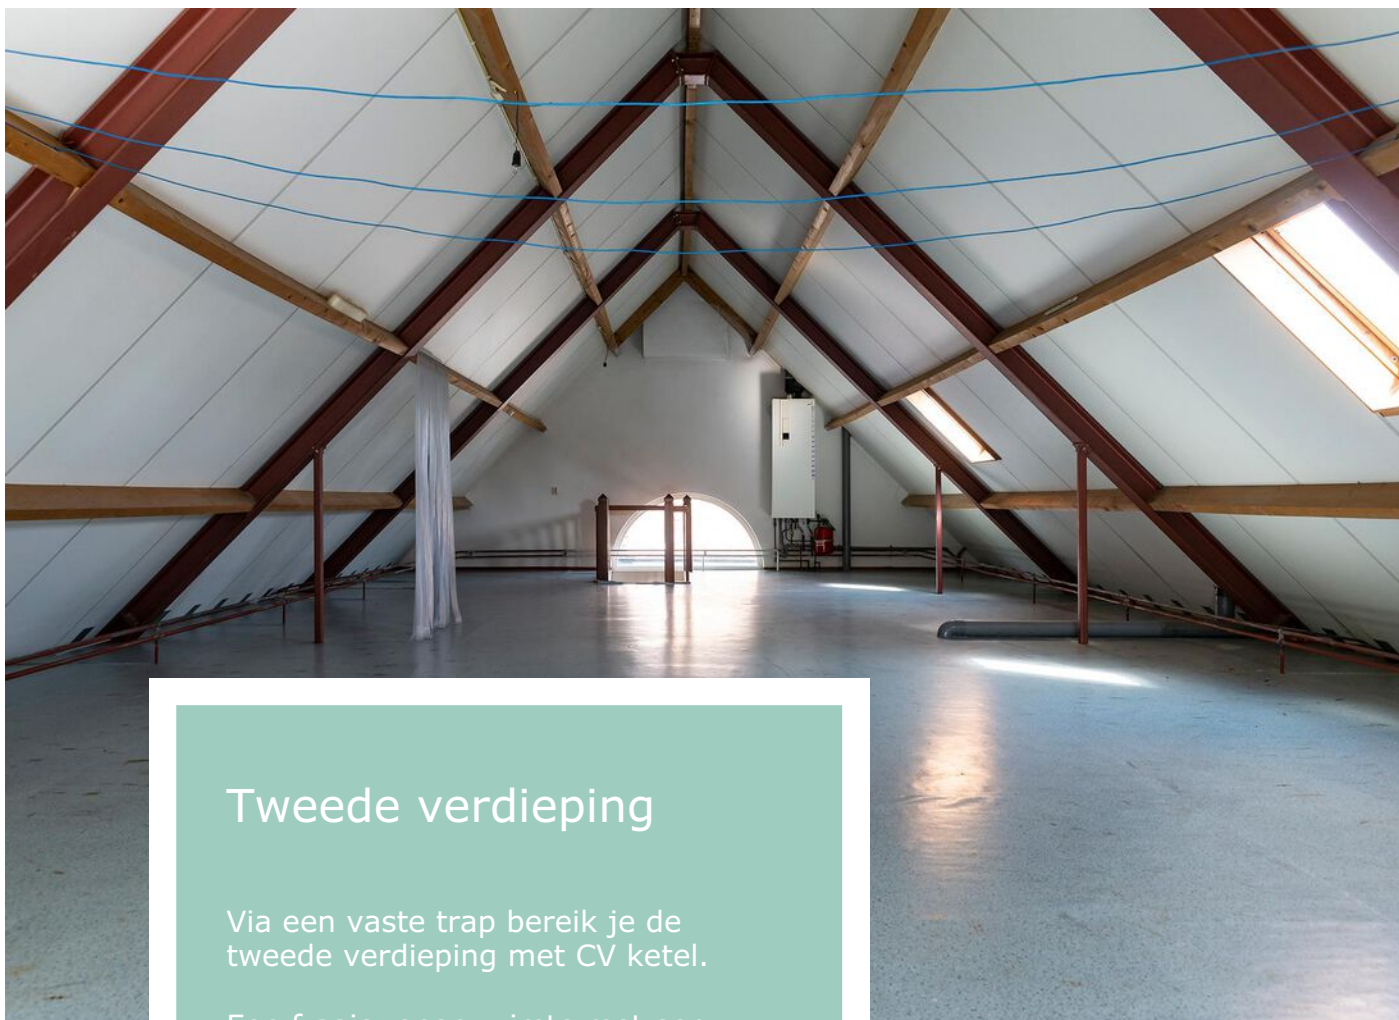 Tweede verdieping
Via een vaste trap bereik je de
tweede verdieping met CV ketel.